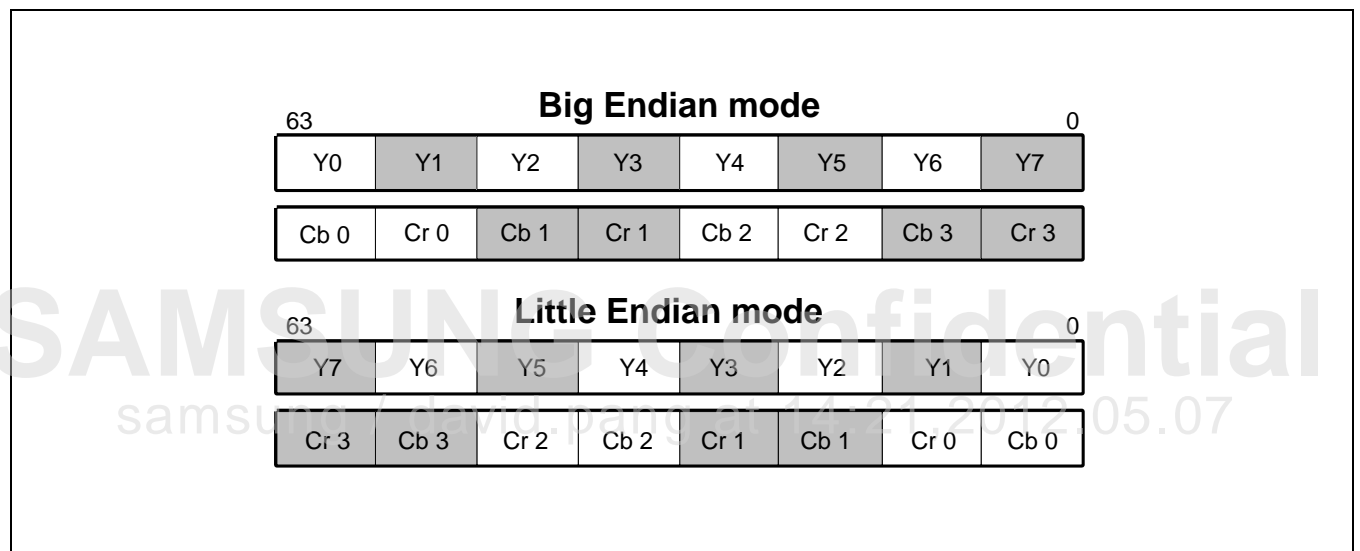 Big Endian mode
63 0
Y0 Y1 Y2 Y3 Y4 Y5 Y6 Y7
Cb 0 Cr 0 Cb 1 Cr 1 Cb 2 Cr 2 Cb 3 Cr 3
SAMSUNG Confidential
Little Endian mode
63 0
Y7 Y6 Y5 Y4 Y3 Y2 Y1 Y0
samsung / david.pang at 14:21,2012.05.07
Cr 3 Cb 3 Cr 2 Cb 2 Cr 1 Cb 1 Cr 0 Cb 0